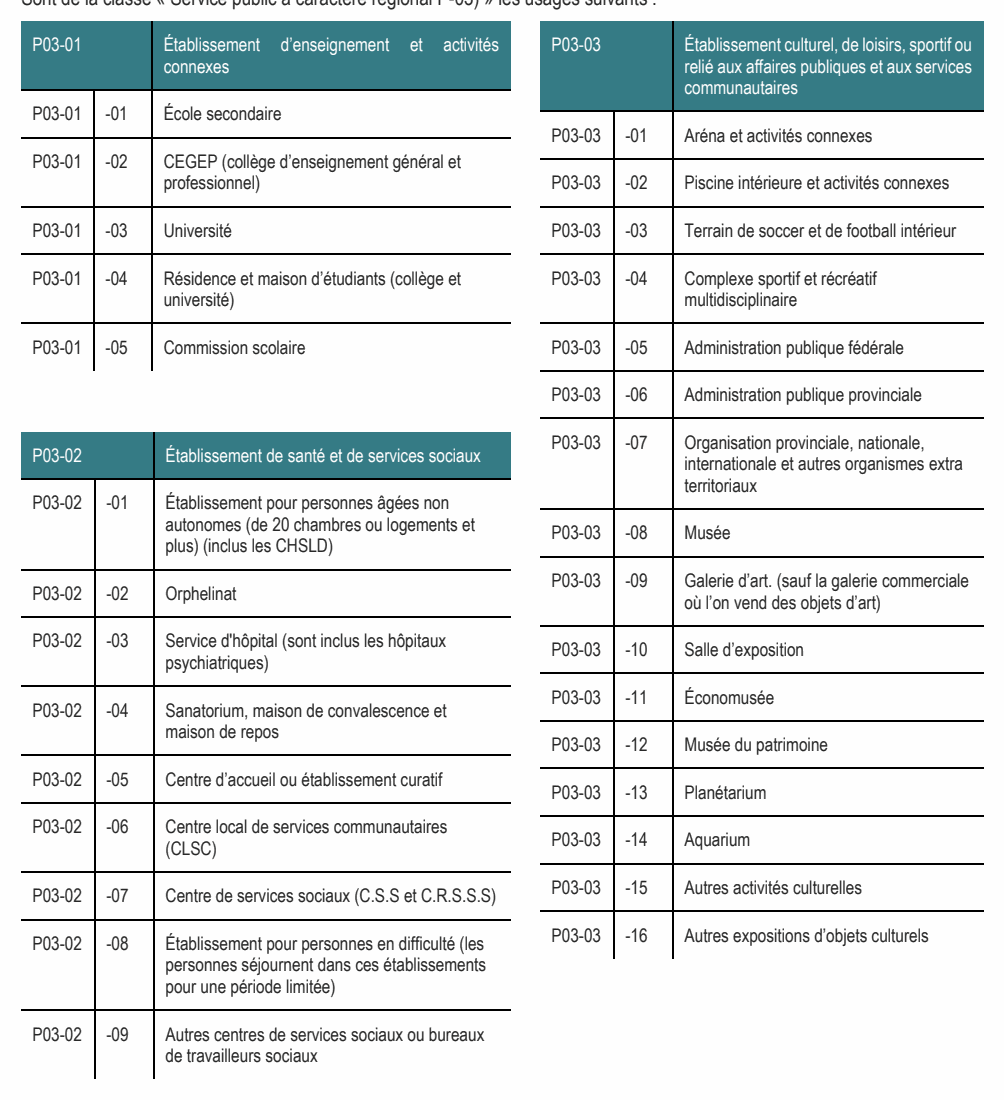 Sont de la classe « Service public à caractère régional P-03) » les usages suivants :
P03-01 Établissement d’enseignement et activités
connexes
P03-01 -01 École secondaire
P03-01 -02 CEGEP (collège d’enseignement général et
professionnel)
P03-01 -03 Université
P03-01 -04 Résidence et maison d’étudiants (collège et
université)
P03-01 -05 Commission scolaire
P03-02 Établissement de santé et de services sociaux
P03-02 -01 Établissement pour personnes âgées non
autonomes (de 20 chambres ou logements et
plus) (inclus les CHSLD)
P03-02 -02 Orphelinat
P03-02 -03 Service d'hôpital (sont inclus les hôpitaux
psychiatriques)
P03-02 -04 Sanatorium, maison de convalescence et
maison de repos
P03-02 -05 Centre d’accueil ou établissement curatif
P03-02 -06 Centre local de services communautaires
(CLSC)
P03-02 -07 Centre de services sociaux (C.S.S et C.R.S.S.S)
P03-02 -08 Établissement pour personnes en difficulté (les
personnes séjournent dans ces établissements
pour une période limitée)
P03-02 -09 Autres centres de services sociaux ou bureaux
de travailleurs sociaux
P03-03 Établissement culturel, de loisirs, sportif ou
relié aux affaires publiques et aux services
communautaires
P03-03 -01 Aréna et activités connexes
P03-03 -02 Piscine intérieure et activités connexes
P03-03 -03 Terrain de soccer et de football intérieur
P03-03 -04 Complexe sportif et récréatif
multidisciplinaire
P03-03 -05 Administration publique fédérale
P03-03 -06 Administration publique provinciale
P03-03 -07 Organisation provinciale, nationale,
internationale et autres organismes extra
territoriaux
P03-03 -08 Musée
P03-03 -09 Galerie d’art. (sauf la galerie commerciale
où l’on vend des objets d’art)
P03-03 -10 Salle d’exposition
P03-03 -11 Économusée
P03-03 -12 Musée du patrimoine
P03-03 -13 Planétarium
P03-03 -14 Aquarium
P03-03 -15 Autres activités culturelles
P03-03 -16 Autres expositions d’objets culturels